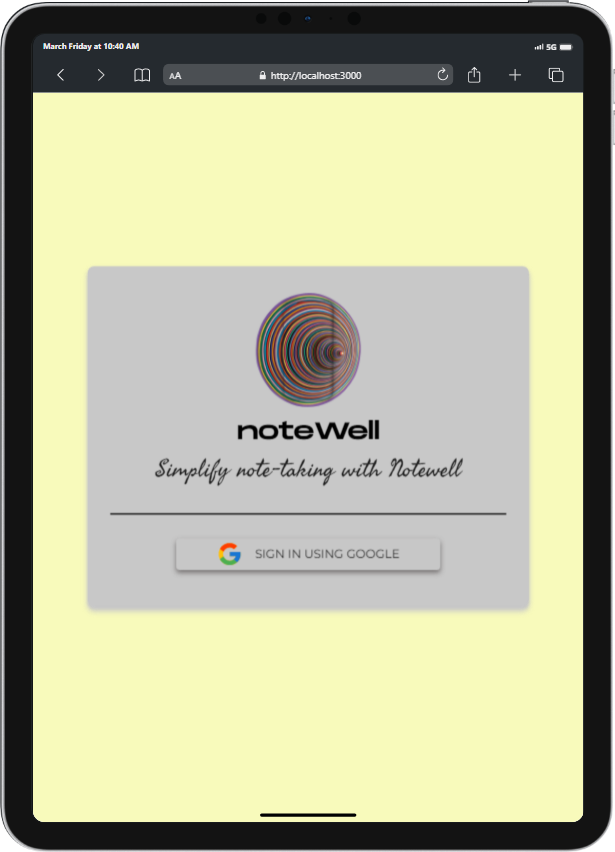 March Friday at 10:40 AM
5G
AA
http://localhost:3000
noteWell
Simplify note-taking with Notewell
SIGN IN USING GOOGLE